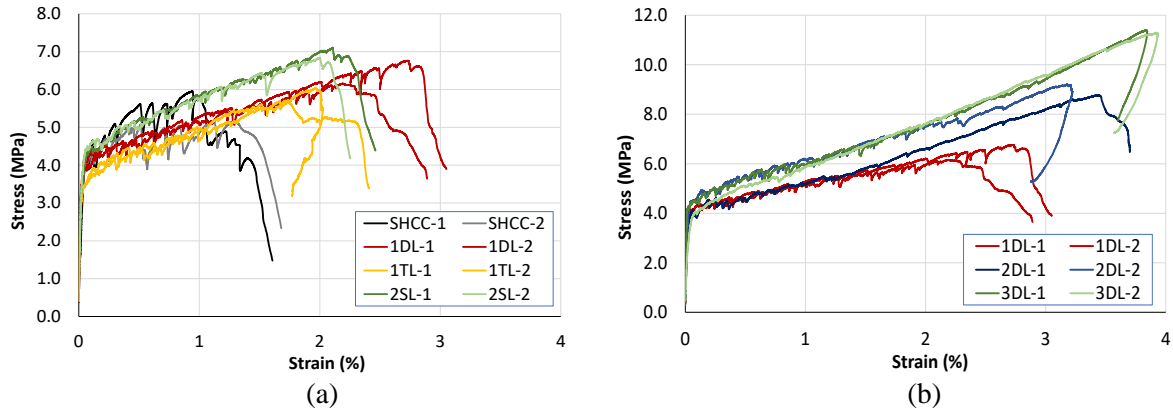 8.0
7.0
6.0
5.0
4.0
3.0
2.0
1.0
0.0
Stress (MPa)
SHCC-1 SHCC-2
1DL-1 1DL-2
1TL-1 1TL-2
2SL-1 2SL-2
0 1 2 3 4
Strain (%)
(a)
12.0
10.0
8.0
6.0
4.0
2.0
0.0
Stress (MPa)
1DL-1 1DL-2
2DL-1 2DL-2
3DL-1 3DL-2
0 1 2 3 4
Strain (%)
(b)